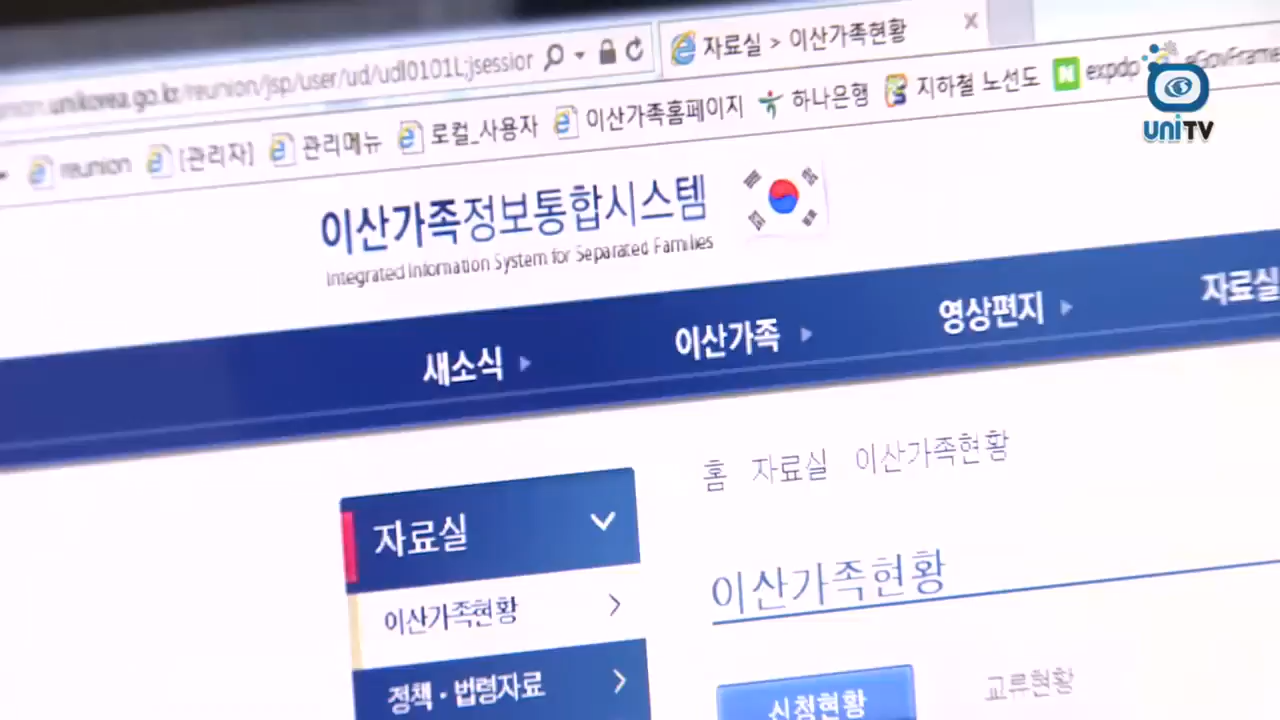 unikorea.go.kr/reunion/jsp/user/ud/udl0101L;jsession
자료실 > 이산가족현황
reunion [관리자] 관리메뉴 로컬_사용자 이산가족홈페이지 하나은행 지하철 노선도 expdp eGovFrame
uniTV
이산가족정보통합시스템
Integrated Information System for Separated Families
새소식 이산가족 영상편지 자료실
홈 자료실 이산가족현황
자료실
이산가족현황
이산가족현황
정책·법령자료
신청현황 교류현황